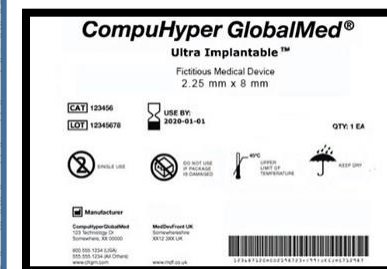 CompuHyper GlobalMed®
Ultra Implantable™
Fictitious Medical Device
2.25 mm x 8 mm
CAT 123456
LOT 12345678
USE BY:
2020-01-01
QTY: 1 EA
2
SINGLE USE
DO NOT USE
IF PACKAGE
IS DAMAGED
40°C
UPPER
LIMIT OF
TEMPERATURE
KEEP DRY
Manufacturer
CompuHyperGlobalMed
123 Technology Dr
Somewhere, XX 00000
800.555.1234 (USA)
555.555.1234 (All Others)
www.chgm.com
MedDevFront UK
Somewhereshire
XX12 3XX UK
www.mdf.co.uk